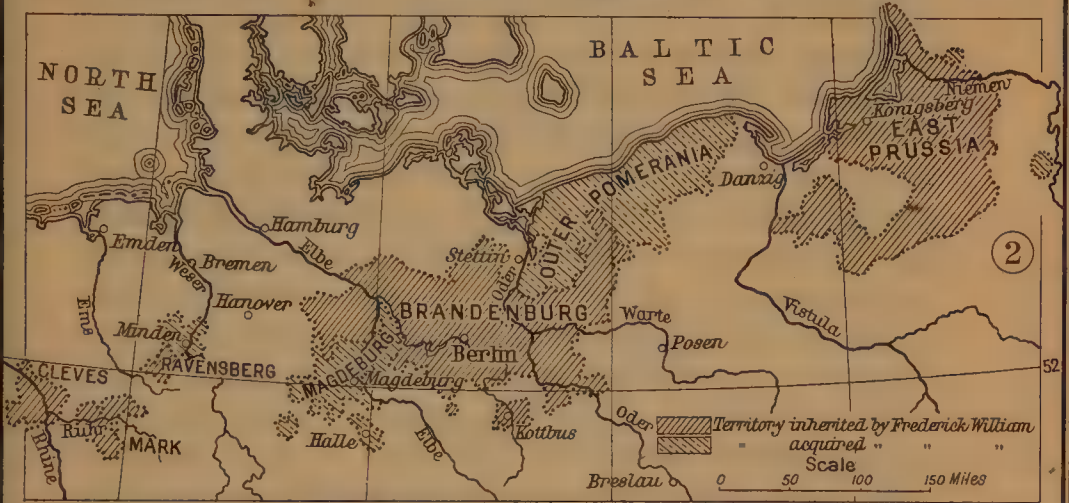 NORTH
SEA
BALTIC
SEA
Niemen
Königsberg
EAST
PRUSSIA
Danzig
OUTER POMERANIA
Hamburg
Emden
Elbe
Stettin
Oder
Weser
Bremen
2
Hanover
Ems
BRANDENBURG
Warte
Vistula
Minden
Berlin
Posen
RAVENSBERG
MAGDEBURG
Magdeburg
52
CLEVES
Ruhr
MARK
Rhine
Halle
Elbe
Kottbus
Oder
Breslau
Territory inherited by Frederick William
" acquired " " "
Scale
0 50 100 150 Miles